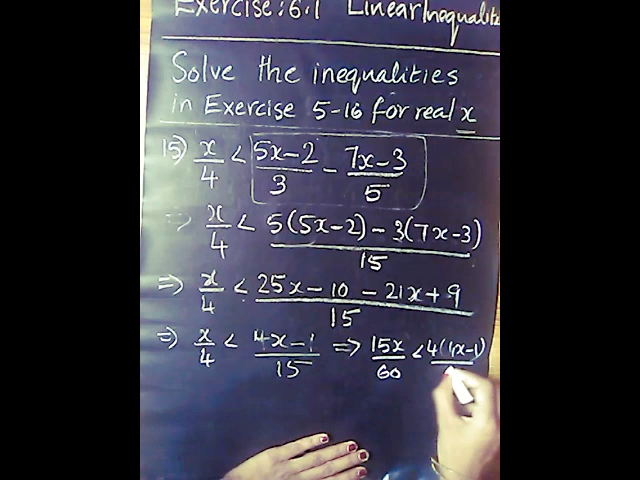 Exercise: 6.1 Linear Inequalitie
Solve the inequalities
in Exercise 5-16 for real x
15) x/4 < (5x-2)/3 - (7x-3)/5
=> x/4 < (5(5x-2) - 3(7x-3))/15
=> x/4 < (25x - 10 - 21x + 9)/15
=> x/4 < (4x-1)/15 => 15x/60 < 4(4x-1)